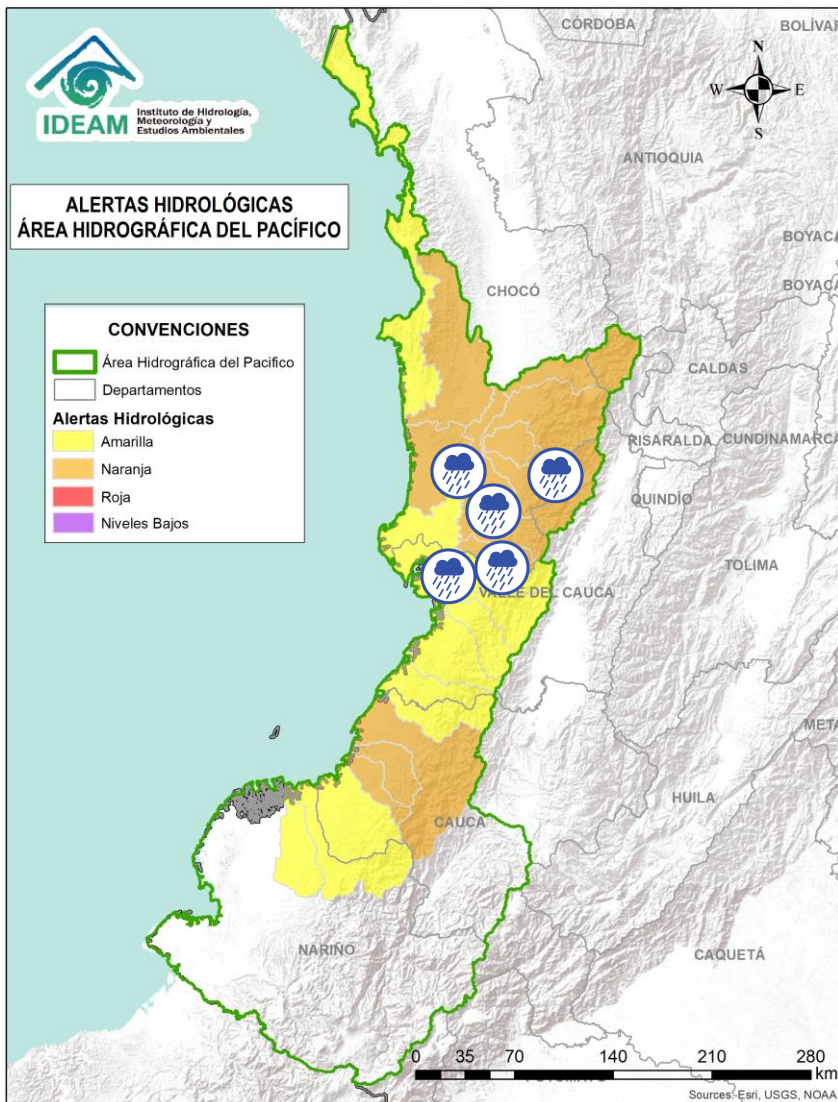 CÓRDOBA
BOLÍVAR
IDEAM
Instituto de Hidrología,
Meteorología y
Estudios Ambientales
N
W
E
S
ANTIOQUIA
ALERTAS HIDROLÓGICAS
ÁREA HIDROGRÁFICA DEL PACÍFICO
BOYACÁ
BOYACÁ
CHOCÓ
CONVENCIONES
Área Hidrográfica del Pacifico
Departamentos
Alertas Hidrológicas
Amarilla
Naranja
Roja
Niveles Bajos
CALDAS
RISARALDA
CUNDINAMARCA
QUINDÍO
TOLIMA
VALLE DEL CAUCA
META
HUILA
CAUCA
NARIÑO
CAQUETÁ
0 35 70 140 210 280
km
Sources: Esri, USGS, NOAA